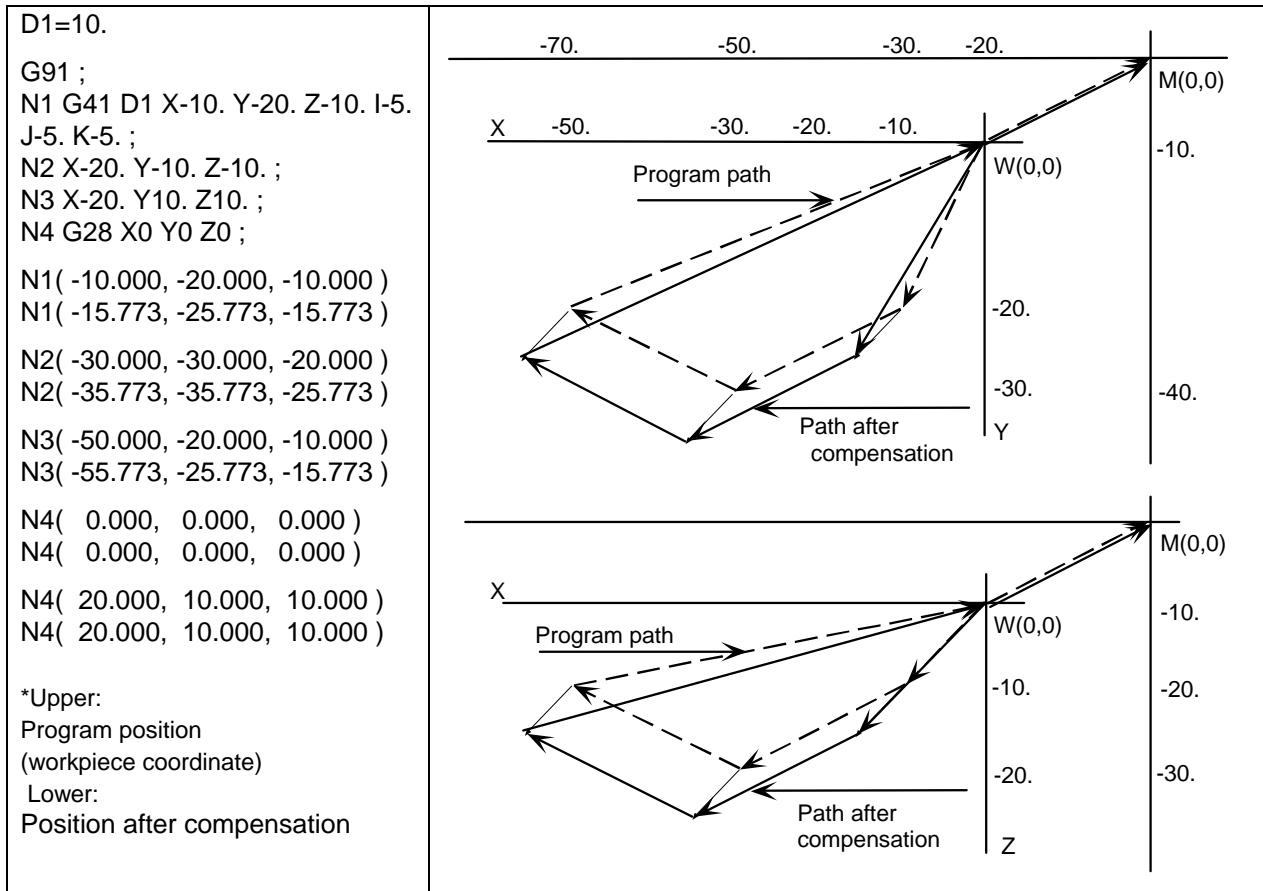 D1=10.
G91 ;
N1 G41 D1 X-10. Y-20. Z-10. I-5.
J-5. K-5. ;
N2 X-20. Y-10. Z-10. ;
N3 X-20. Y10. Z10. ;
N4 G28 X0 Y0 Z0 ;
N1( -10.000, -20.000, -10.000 )
N1( -15.773, -25.773, -15.773 )
N2( -30.000, -30.000, -20.000 )
N2( -35.773, -35.773, -25.773 )
N3( -50.000, -20.000, -10.000 )
N3( -55.773, -25.773, -15.773 )
N4( 0.000, 0.000, 0.000 )
N4( 0.000, 0.000, 0.000 )
N4( 20.000, 10.000, 10.000 )
N4( 20.000, 10.000, 10.000 )
*Upper:
Program position
(workpiece coordinate)
Lower:
Position after compensation
-70. -50. -30. -20.
M(0,0)
X -50. -30. -20. -10.
-10.
W(0,0)
Program path
-20.
-30.
-40.
Path after
compensation
Y
M(0,0)
X
-10.
W(0,0)
Program path
-10.
-20.
-20.
-30.
Path after
compensation
Z